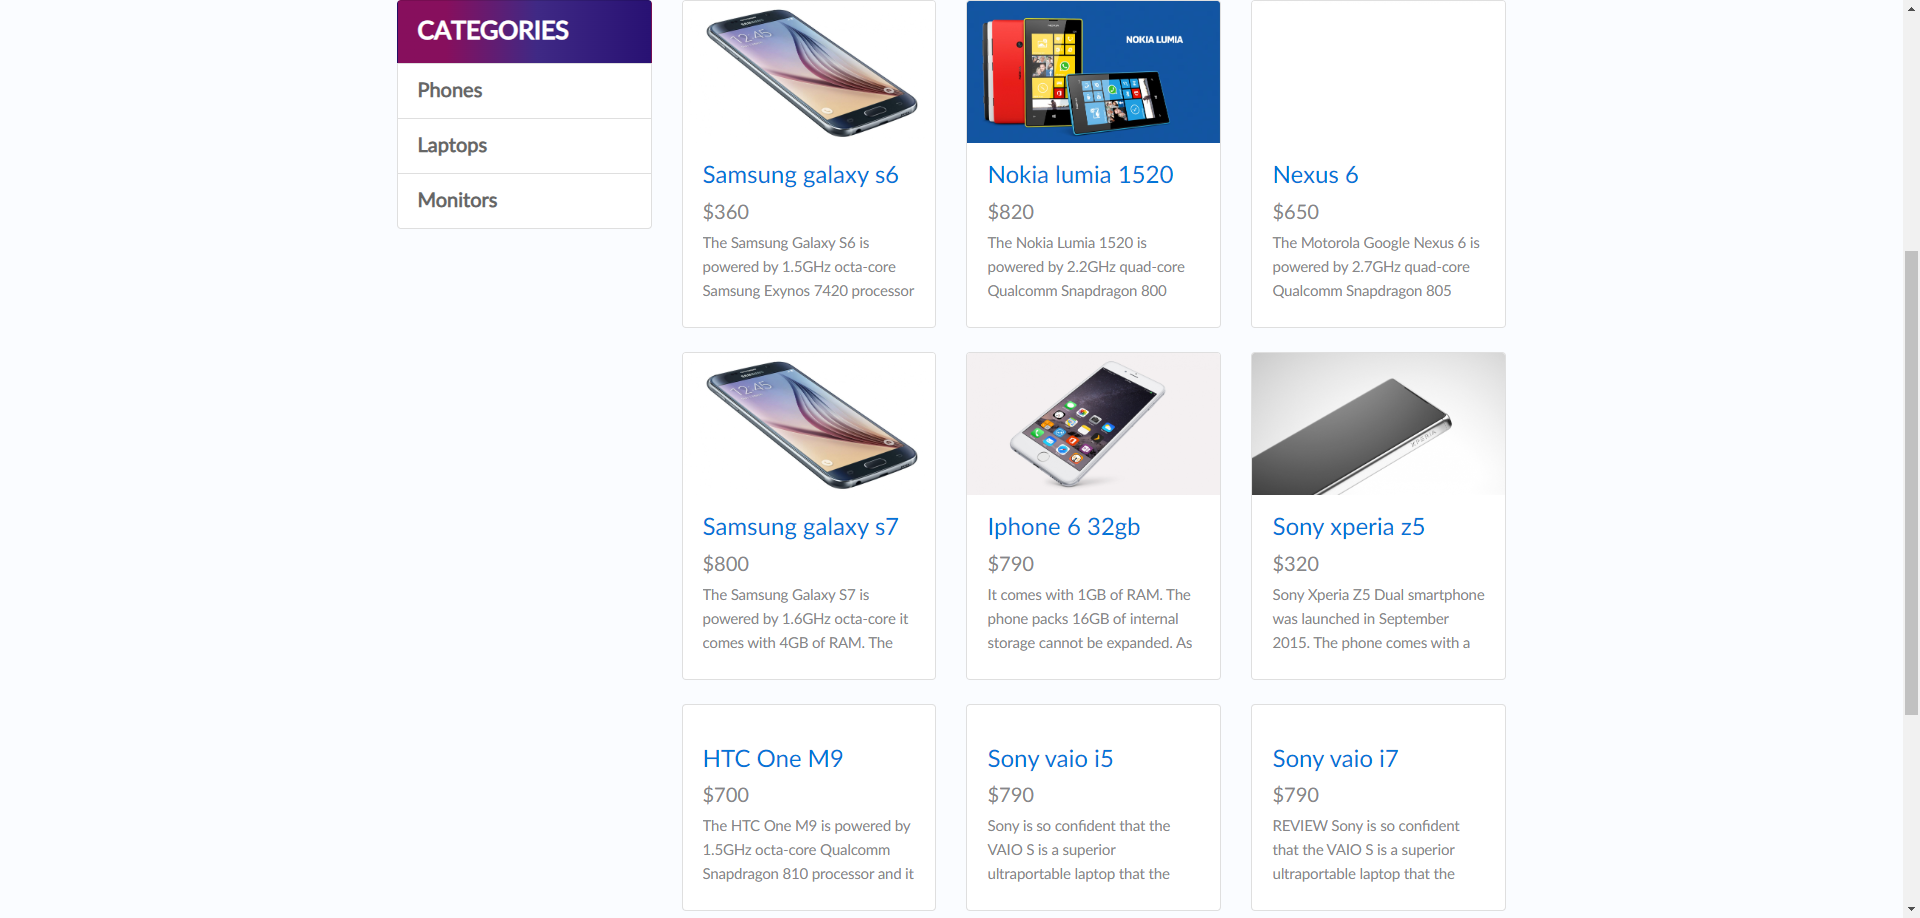 CATEGORIES
Phones
Laptops
Monitors
12:45
Samsung galaxy s6
$360
The Samsung Galaxy S6 is
powered by 1.5GHz octa-core
Samsung Exynos 7420 processor
NOKIA LUMIA
Nokia lumia 1520
$820
The Nokia Lumia 1520 is
powered by 2.2GHz quad-core
Qualcomm Snapdragon 800
Nexus 6
$650
The Motorola Google Nexus 6 is
powered by 2.7GHz quad-core
Qualcomm Snapdragon 805
12:45
Samsung galaxy s7
$800
The Samsung Galaxy S7 is
powered by 1.6GHz octa-core it
comes with 4GB of RAM. The
Iphone 6 32gb
$790
It comes with 1GB of RAM. The
phone packs 16GB of internal
storage cannot be expanded. As
XPERIA
Sony xperia z5
$320
Sony Xperia Z5 Dual smartphone
was launched in September
2015. The phone comes with a
HTC One M9
$700
The HTC One M9 is powered by
1.5GHz octa-core Qualcomm
Snapdragon 810 processor and it
Sony vaio i5
$790
Sony is so confident that the
VAIO S is a superior
ultraportable laptop that the
Sony vaio i7
$790
REVIEW Sony is so confident
that the VAIO S is a superior
ultraportable laptop that the